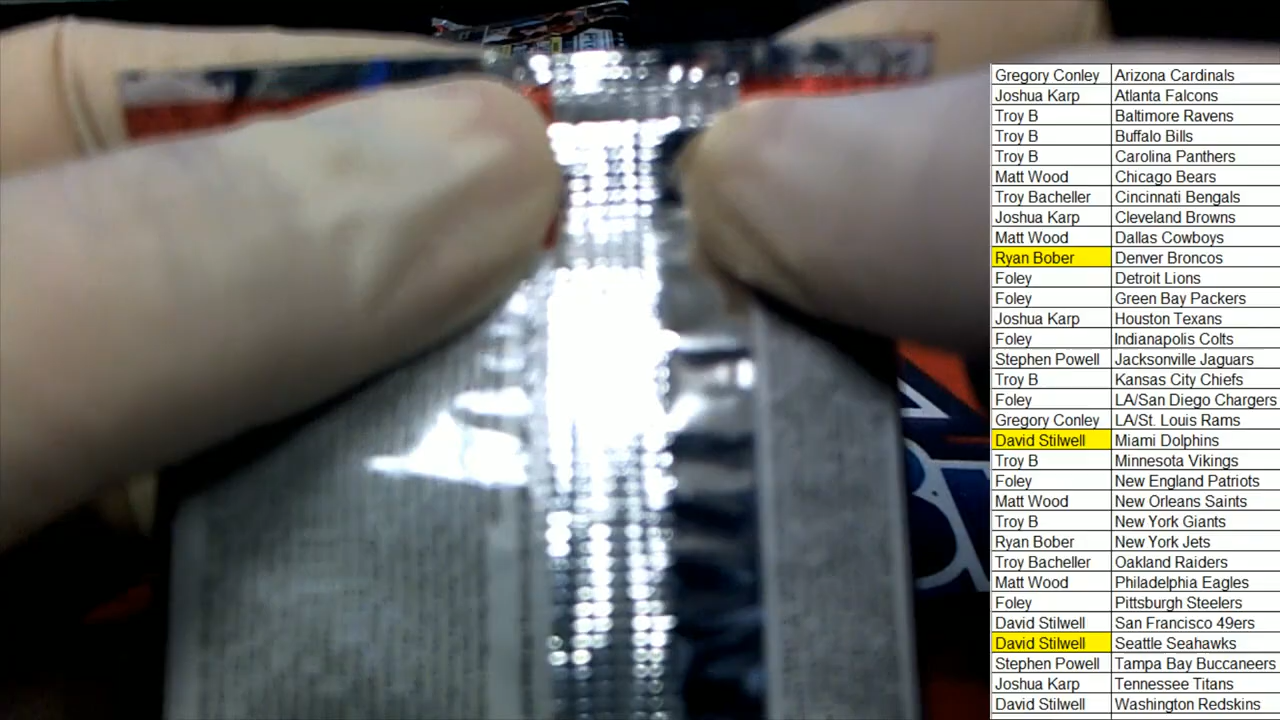 Gregory Conley Arizona Cardinals
Joshua Karp Atlanta Falcons
Troy B Baltimore Ravens
Troy B Buffalo Bills
Troy B Carolina Panthers
Matt Wood Chicago Bears
Troy Bacheller Cincinnati Bengals
Joshua Karp Cleveland Browns
Matt Wood Dallas Cowboys
Ryan Bober Denver Broncos
Foley Detroit Lions
Foley Green Bay Packers
Joshua Karp Houston Texans
Foley Indianapolis Colts
Stephen Powell Jacksonville Jaguars
Troy B Kansas City Chiefs
Foley LA/San Diego Chargers
Gregory Conley LA/St. Louis Rams
David Stilwell Miami Dolphins
Troy B Minnesota Vikings
Foley New England Patriots
Matt Wood New Orleans Saints
Troy B New York Giants
Ryan Bober New York Jets
Troy Bacheller Oakland Raiders
Matt Wood Philadelphia Eagles
Foley Pittsburgh Steelers
David Stilwell San Francisco 49ers
David Stilwell Seattle Seahawks
Stephen Powell Tampa Bay Buccaneers
Joshua Karp Tennessee Titans
David Stilwell Washington Redskins